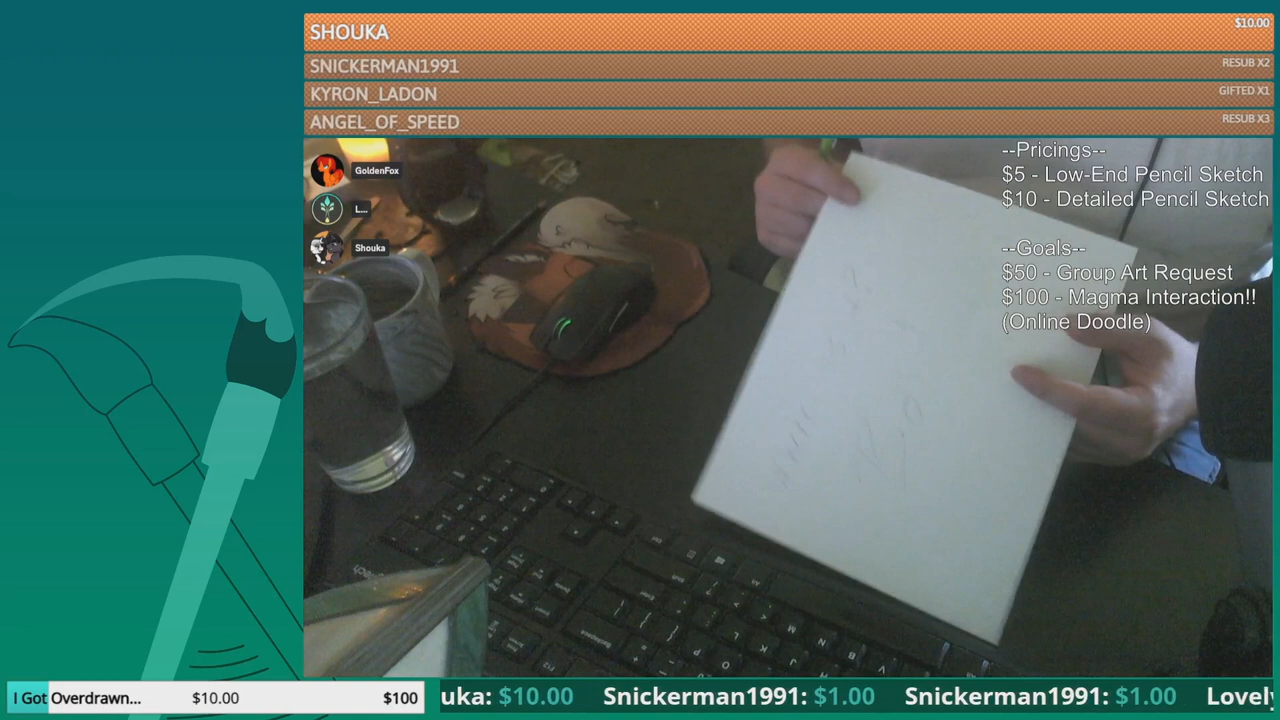 SHOUKA $10.00
SNICKERMAN1991 RESUB X2
KYRON_LADON GIFTED X1
ANGEL_OF_SPEED RESUB X3
GoldenFox
L...
Shouka
--Pricings--
$5 - Low-End Pencil Sketch
$10 - Detailed Pencil Sketch
--Goals--
$50 - Group Art Request
$100 - Magma Interaction!!
(Online Doodle)
Backspace
I Got Overdrawn... $10.00 $100
uka: $10.00 Snickerman1991: $1.00 Snickerman1991: $1.00 Lovely